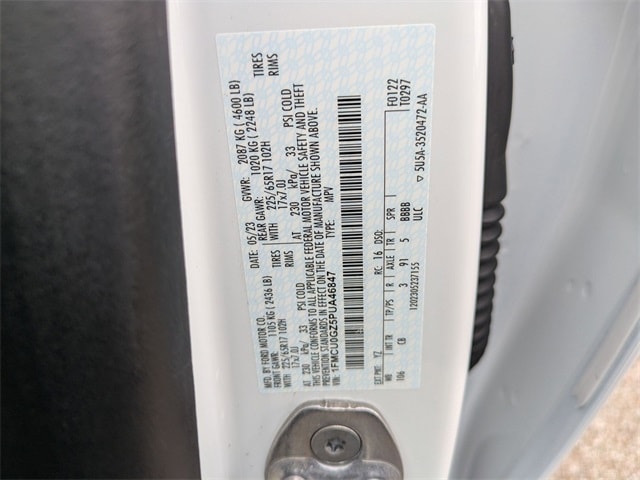 MFD. BY FORD MOTOR CO.
DATE: 05/23 GVWR: 2087 KG ( 4600 LB)
FRONT GAWR: 1105 KG ( 2436 LB) REAR GAWR: 1020 KG ( 2248 LB)
225/65R17 102H TIRES WITH 225/65R17 102H TIRES
17x7.0J RIMS 17x7.0J RIMS
AT 230 kPa/ 33 PSI COLD AT 230 kPa/ 33 PSI COLD
THIS VEHICLE CONFORMS TO ALL APPLICABLE FEDERAL MOTOR VEHICLE SAFETY AND THEFT
PREVENTION STANDARDS IN EFFECT ON THE DATE OF MANUFACTURE SHOWN ABOVE.
VIN: 1FMCU0GZ5PUA46847
TYPE: MPV
F0122
T0297
EXT PNT: YZ RC: 16 DSO:
WB INT TR TP/PS R AXLE TR SPR
106 CB 3 91 5 BBBB
1202305237155 ULC
▽ 5U5A-3520472-AA